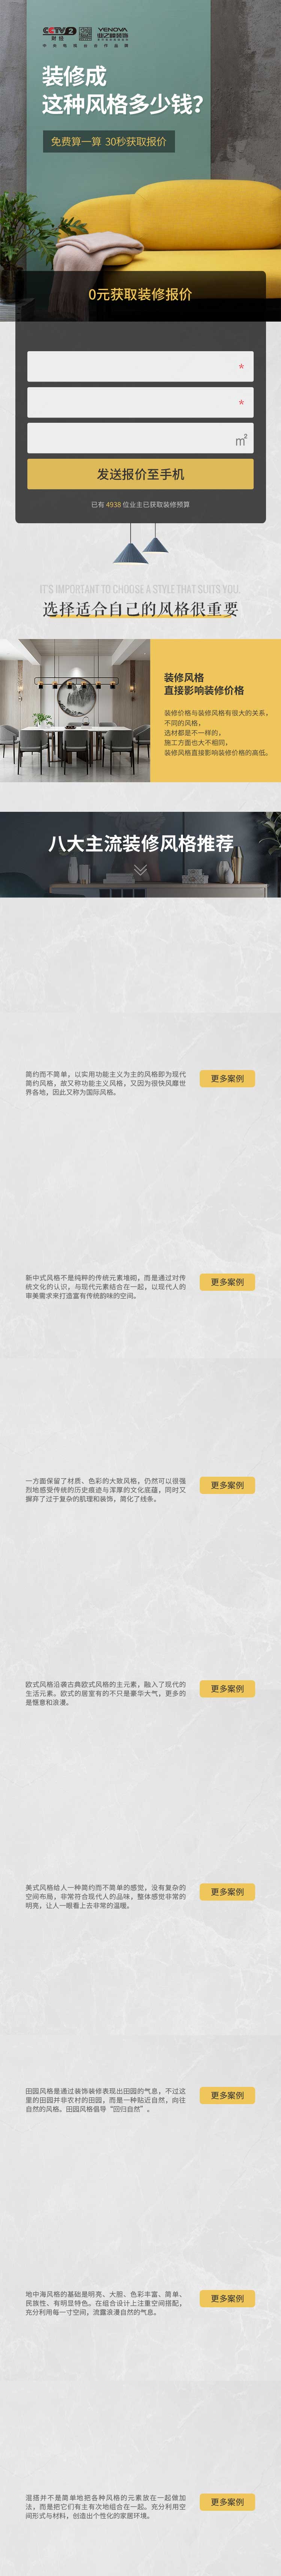 CCTV 2
财经
VENOVA
业之峰装饰
中央电视台合作品牌
装修成
这种风格多少钱?
免费算一算 30秒获取报价
0元获取装修报价
*
*
m²
发送报价至手机
已有 4938 位业主已获取装修预算
IT'S IMPORTANT TO CHOOSE A STYLE THAT SUITS YOU.
选择适合自己的风格很重要
装修风格
直接影响装修价格
装修价格与装修风格有很大的关系,
不同的风格,
选材都是不一样的,
施工方面也大不相同,
装修风格直接影响装修价格的高低。
八大主流装修风格推荐
简约而不简单,以实用功能主义为主的风格即为现代
简约风格,故又称功能主义风格,又因为很快风靡世
界各地,因此又称为国际风格。
更多案例
新中式风格不是纯粹的传统元素堆砌,而是通过对传
统文化的认识,与现代元素结合在一起,以现代人的
审美需求来打造富有传统韵味的空间。
更多案例
一方面保留了材质、色彩的大致风格,仍然可以很强
烈地感受传统的历史痕迹与浑厚的文化底蕴,同时又
摒弃了过于复杂的肌理和装饰,简化了线条。
更多案例
欧式风格沿袭古典欧式风格的主元素,融入了现代的
生活元素。欧式的居室有的不只是豪华大气,更多的
是惬意和浪漫。
更多案例
美式风格给人一种简约而不简单的感觉,没有复杂的
空间布局,非常符合现代人的品味,整体感觉非常的
明亮,让人一眼看上去非常的温暖。
更多案例
田园风格是通过装饰装修表现出田园的气息,不过这
里的田园并非农村的田园,而是一种贴近自然,向往
自然的风格。田园风格倡导“回归自然”。
更多案例
地中海风格的基础是明亮、大胆、色彩丰富、简单、
民族性、有明显特色。在组合设计上注重空间搭配,
充分利用每一寸空间,流露浪漫自然的气息。
更多案例
混搭并不是简单地把各种风格的元素放在一起做加
法,而是把它们有主有次地组合在一起。充分利用空
间形式与材料,创造出个性化的家居环境。
更多案例